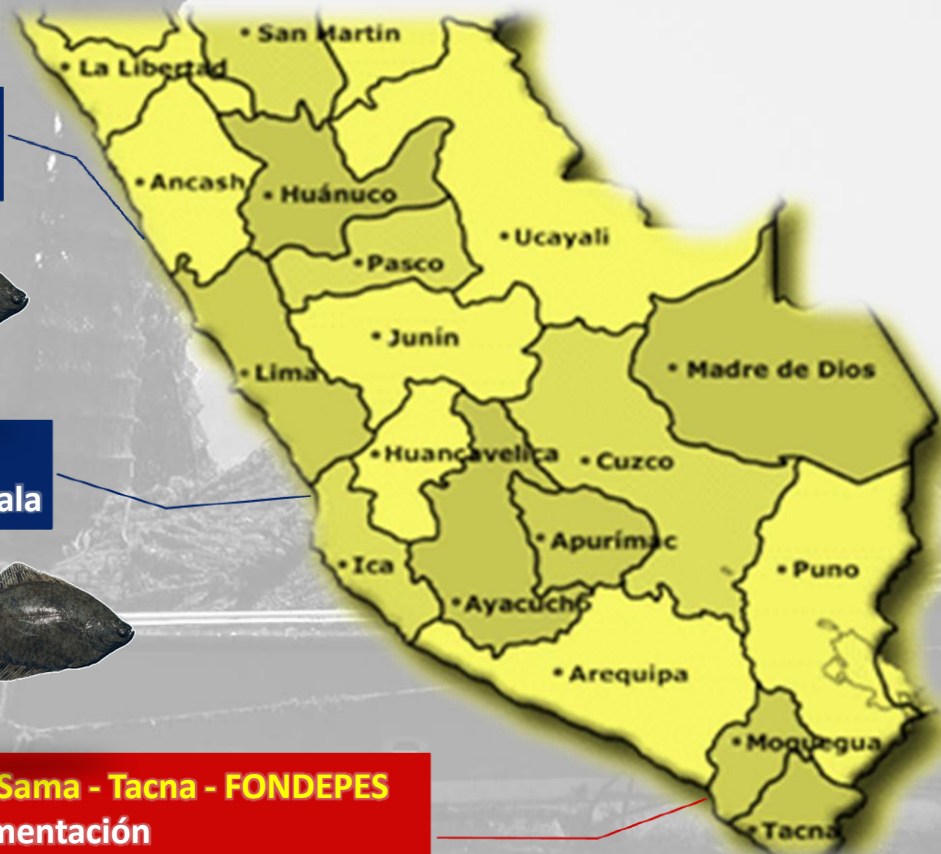 • San Martin
• La Libertad
• Ancash
• Huánuco
• Ucayali
• Pasco
• Junín
• Lima
• Madre de Dios
• Huancavelica
• Cuzco
ala
• Apurímac
• Ica
• Puno
• Ayacucho
• Arequipa
• Moquegua
Sama - Tacna - FONDEPES
mentación
• Tacna